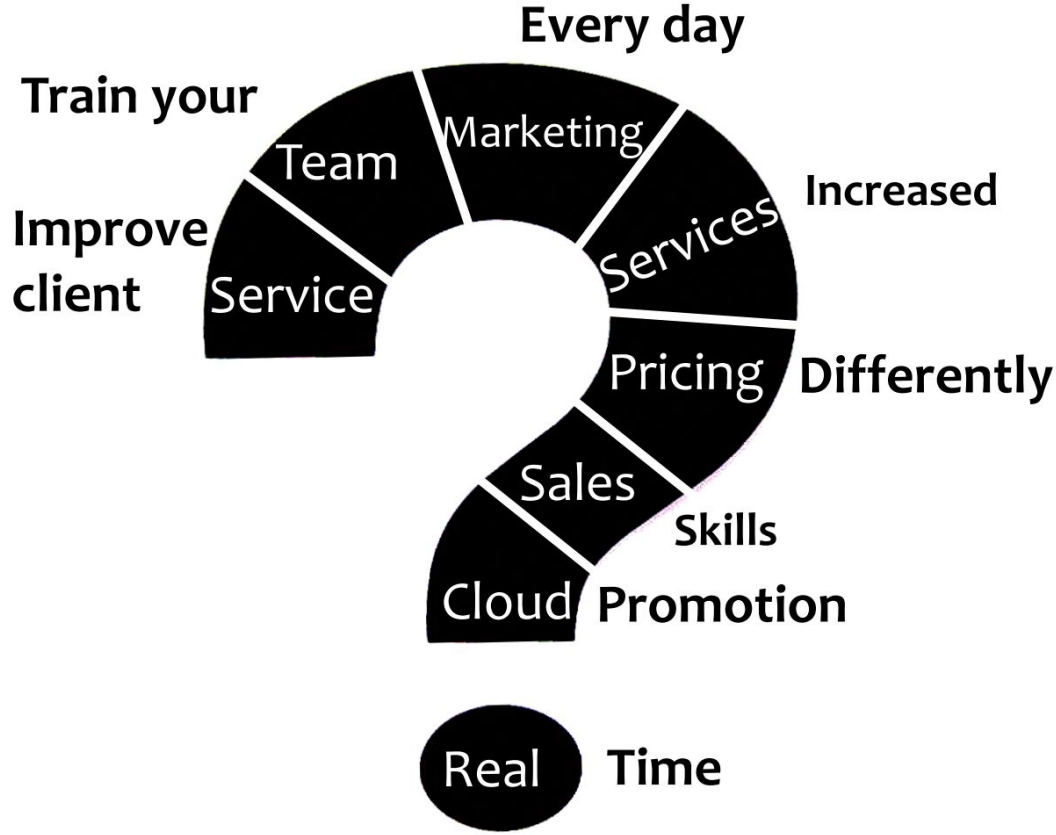 Every day
Train your
Team
Marketing
Increased
Services
Improve
client
Service
Pricing Differently
Sales
Skills
Cloud Promotion
Real Time